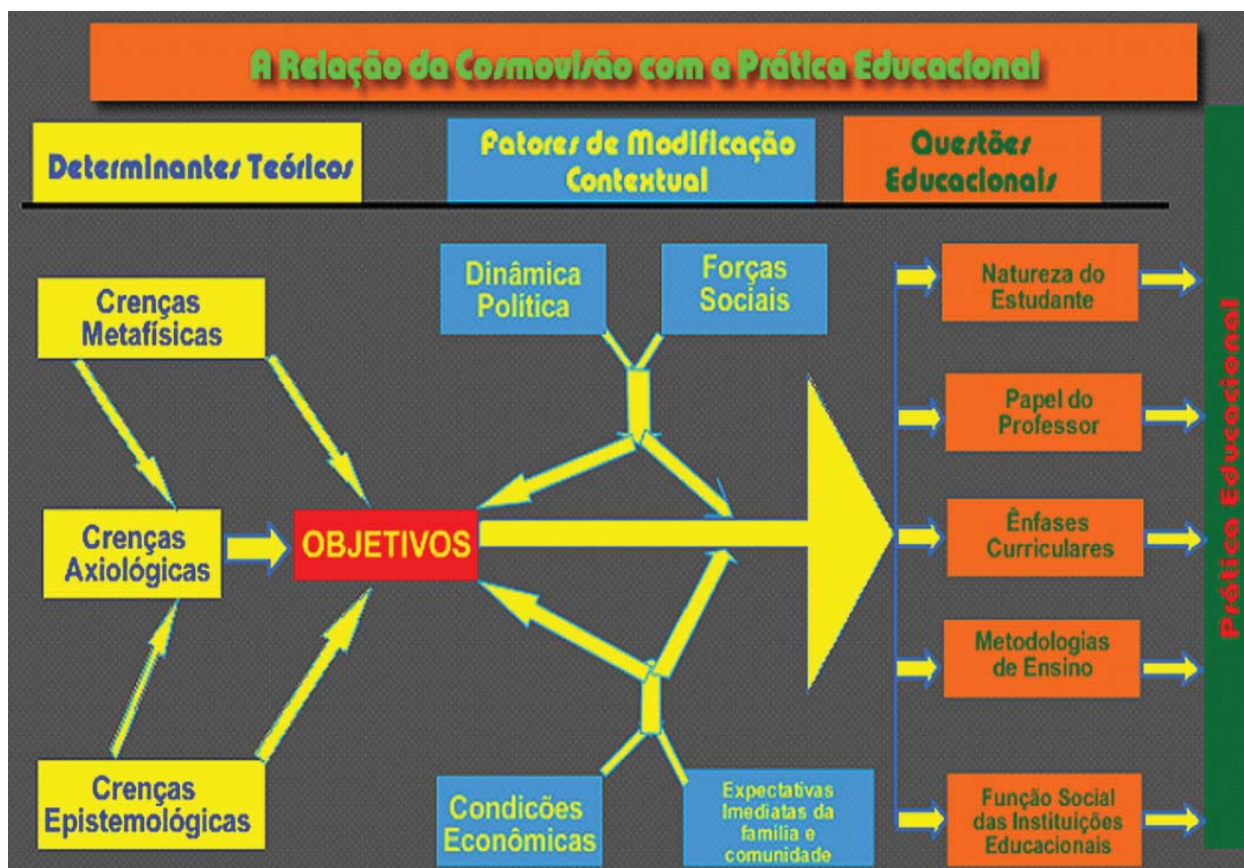 A Relação da Cosmovisão com a Prática Educacional
Determinantes Teóricos
Fatores de Modificação
Contextual
Questões
Educacionais
Crenças
Metafísicas
Crenças
Axiológicas
Crenças
Epistemológicas
OBJETIVOS
Dinâmica
Política
Forças
Sociais
Condicões
Econômicas
Expectativas
Imediatas da
família e
comunidade
Natureza do
Estudante
Papel do
Professor
Ênfases
Curriculares
Metodologias
de Ensino
Função Social
das Instituições
Educacionais
Prática Educacional